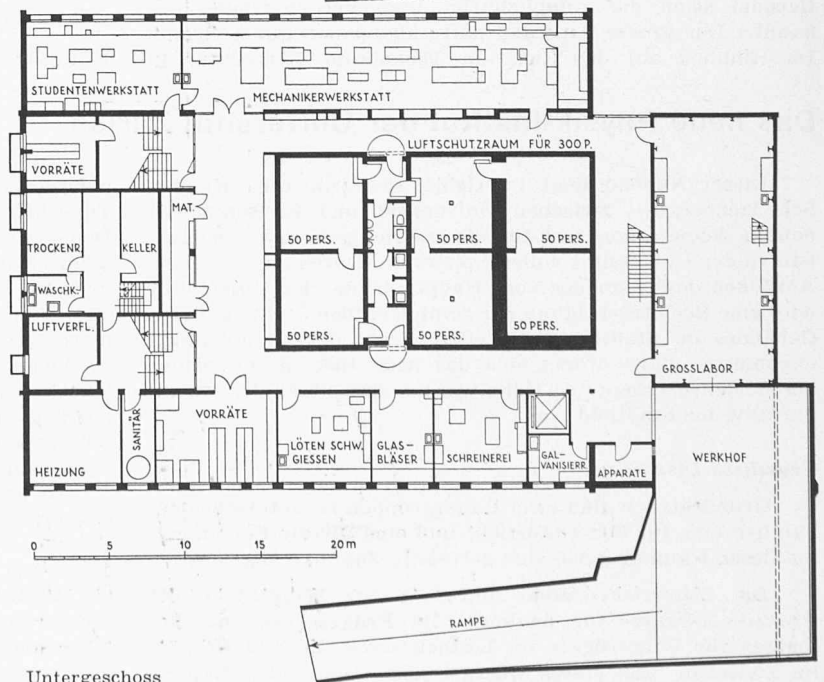 STUDENTENWERKSTATT
MECHANIKERWERKSTATT
LUFTSCHUTZRAUM FÜR 300 P.
VORRÄTE
MAT.
TROCKENR.
KELLER
50 PERS.
50 PERS.
50 PERS.
WASCHK.
LUFTVERFL.
50 PERS.
50 PERS.
50 PERS.
GROSSLABOR
HEIZUNG
SANITÄR
VORRÄTE
LÖTEN SCHW.
GIESSEN
GLAS-
BLÄSER
SCHREINEREI
GAL-
VANISIERR.
APPARATE
WERKHOF
0 5 10 15 20 m
RAMPE
Untergeschoss